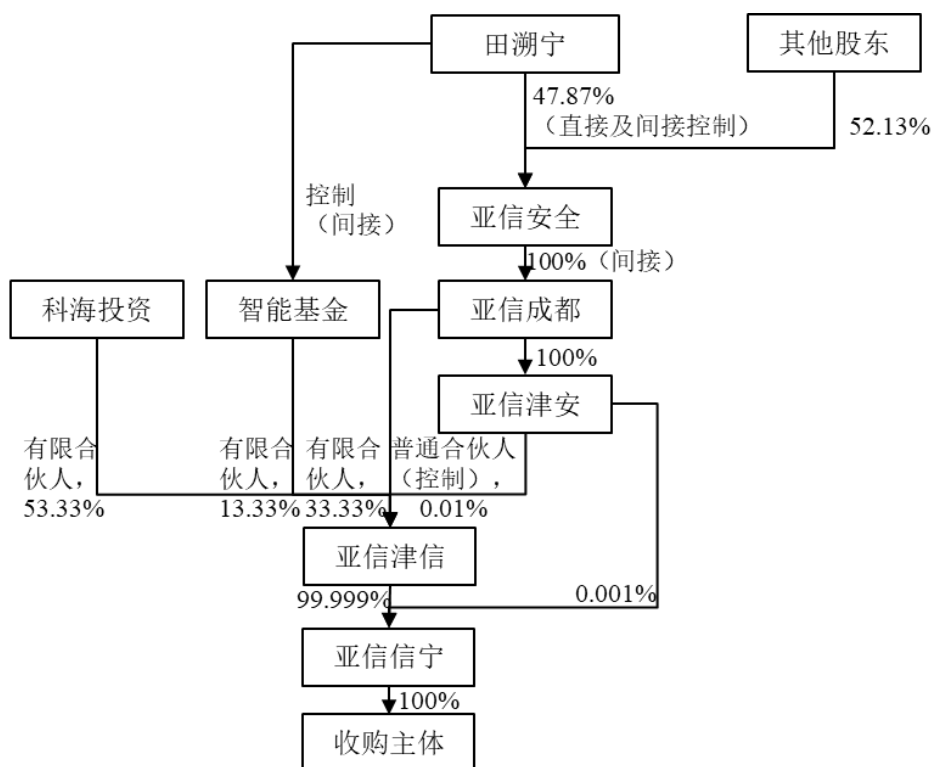 田溯宁
其他股东
47.87%
（直接及间接控制）
52.13%
控制
（间接）
亚信安全
100%（间接）
科海投资
智能基金
亚信成都
100%
亚信津安
有限合
伙人，
53.33%
有限合
伙人，
13.33%
有限合
伙人，
33.33%
普通合伙人
（控制），
0.01%
亚信津信
99.999%
0.001%
亚信信宁
100%
收购主体